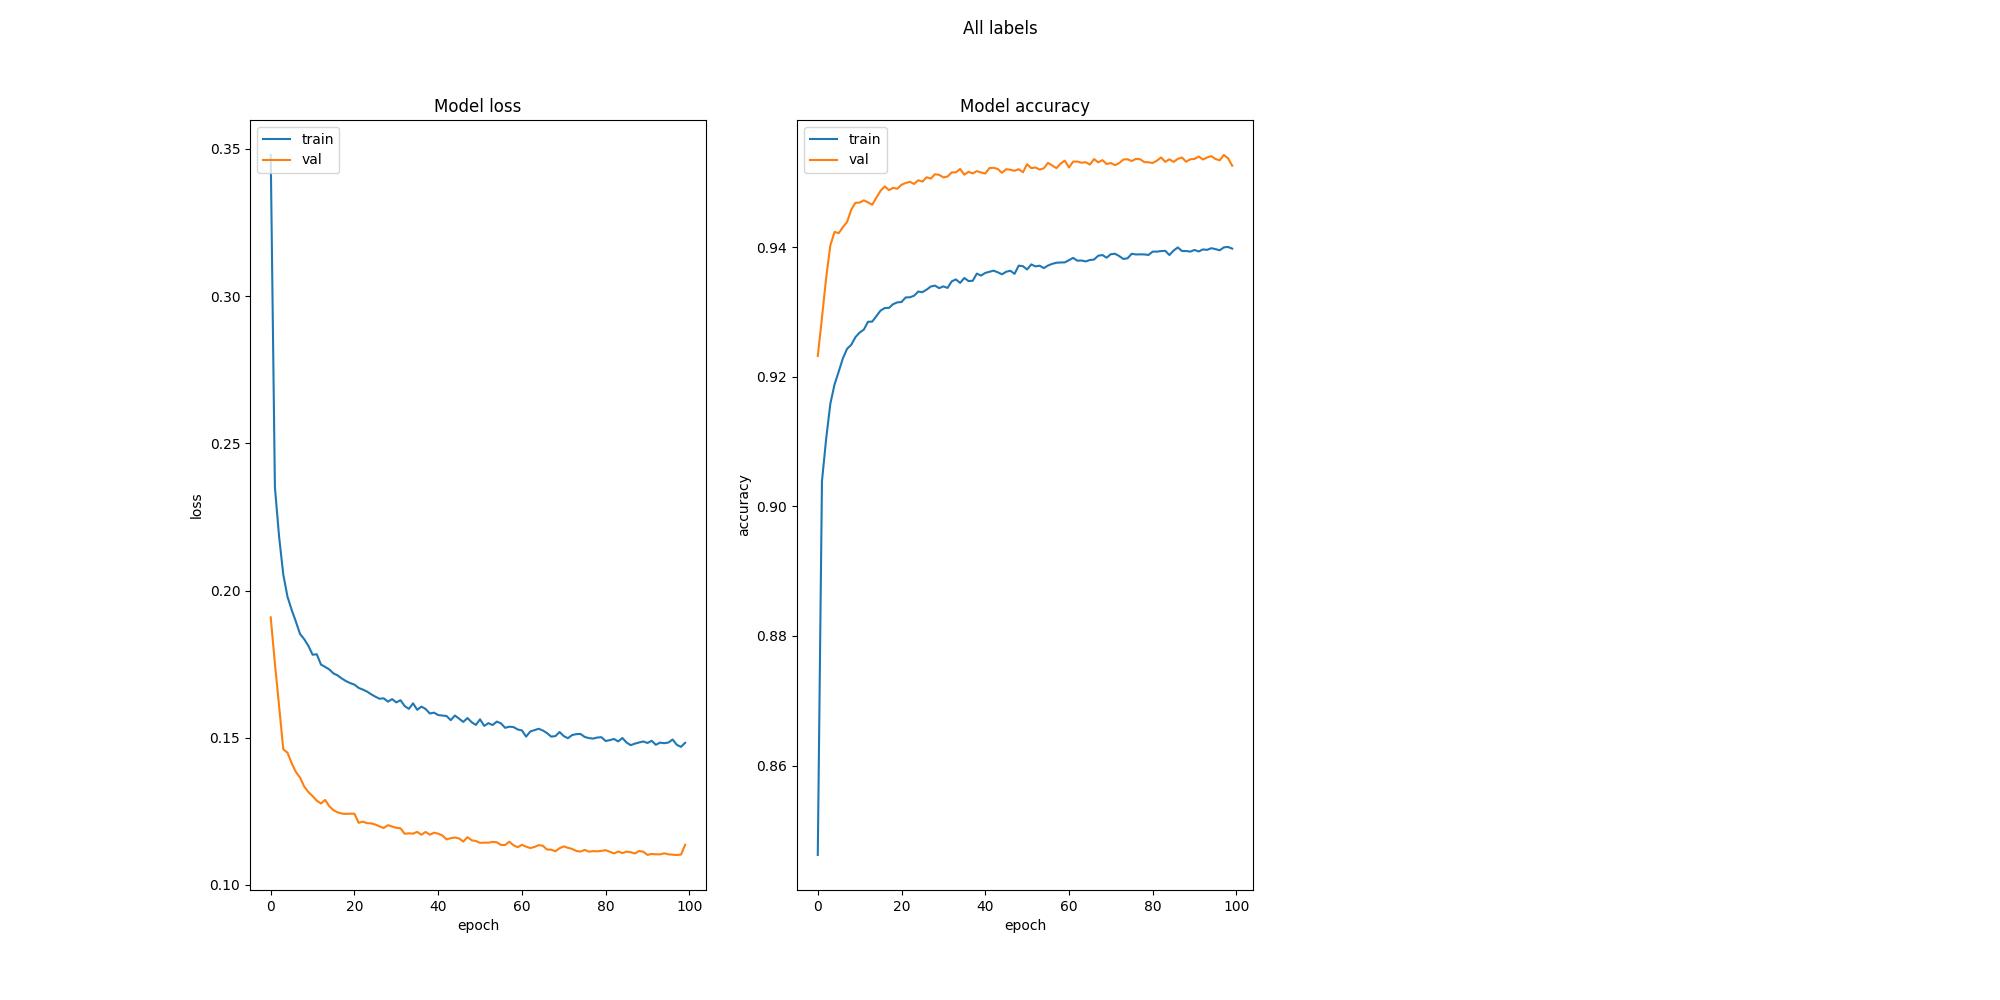 All labels
Model loss
train
val
0.35
0.30
0.25
0.20
0.15
0.10
loss
0 20 40 60 80 100
epoch
Model accuracy
train
val
0.94
0.92
0.90
0.88
0.86
accuracy
0 20 40 60 80 100
epoch